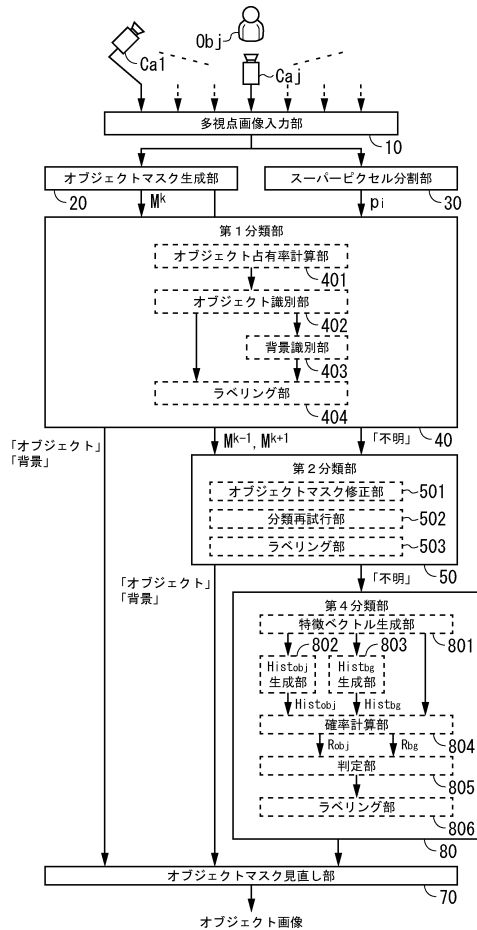 Obj
Ca1
Caj
多視点画像入力部
10
オブジェクトマスク生成部
スーパーピクセル分割部
20
Mk
pi
30
第1分類部
オブジェクト占有率計算部
401
オブジェクト識別部
402
背景識別部
403
ラベリング部
404
40
「オブジェクト」
「背景」
Mk-1, Mk+1
「不明」
第2分類部
オブジェクトマスク修正部
501
分類再試行部
502
ラベリング部
503
50
「オブジェクト」
「背景」
「不明」
第4分類部
特徴ベクトル生成部
801
802
803
Histobj
生成部
Histbg
生成部
Histobj
Histbg
確率計算部
804
Robj
Rbg
判定部
805
ラベリング部
806
80
オブジェクトマスク見直し部
70
オブジェクト画像